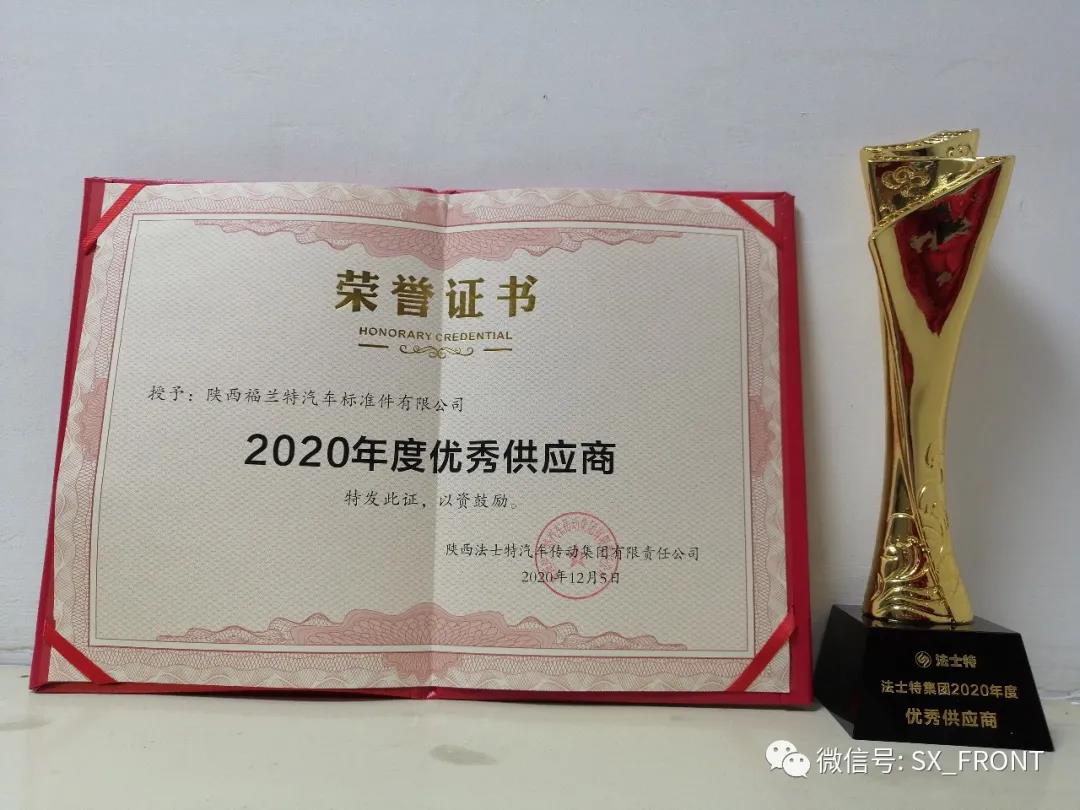 荣誉证书
HONORARY CREDENTIAL
授予：陕西福兰特汽车标准件有限公司
2020年度优秀供应商
特发此证，以资鼓励。
陕西法士特汽车传动集团有限责任公司
2020年12月5日
法士特
法士特集团2020年度
优秀供应商
微信号: SX_FRONT